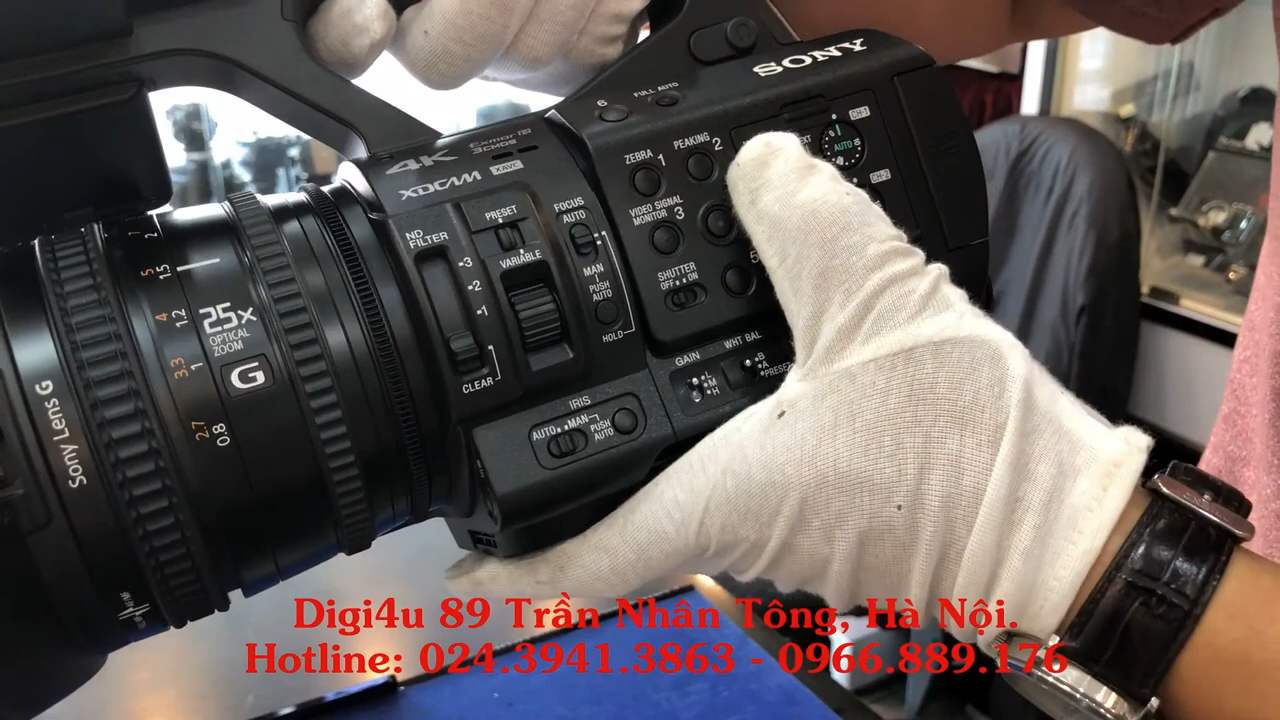 SONY
6
FULL AUTO
4K
Exmor R
3CMOS
XDCAM
XAVC
ZEBRA 1
PEAKING 2
VIDEO SIGNAL
MONITOR 3
5
SHUTTER
OFF ON
EXT
CH-1
AUTO
CH-2
ND
FILTER
3
2
1
CLEAR
PRESET
VARIABLE
FOCUS
AUTO
MAN
PUSH
AUTO
HOLD
GAIN
L
M
H
WHT BAL
B
A
PRESET
IRIS
AUTO MAN
PUSH
AUTO
25x
OPTICAL
ZOOM
G
Sony Lens G
7 2
5 1.5
4 1.2
3.3 1
2.7 0.8
Digi4u 89 Trần Nhân Tông, Hà Nội.
Hotline: 024.3941.3863 - 0966.889.176